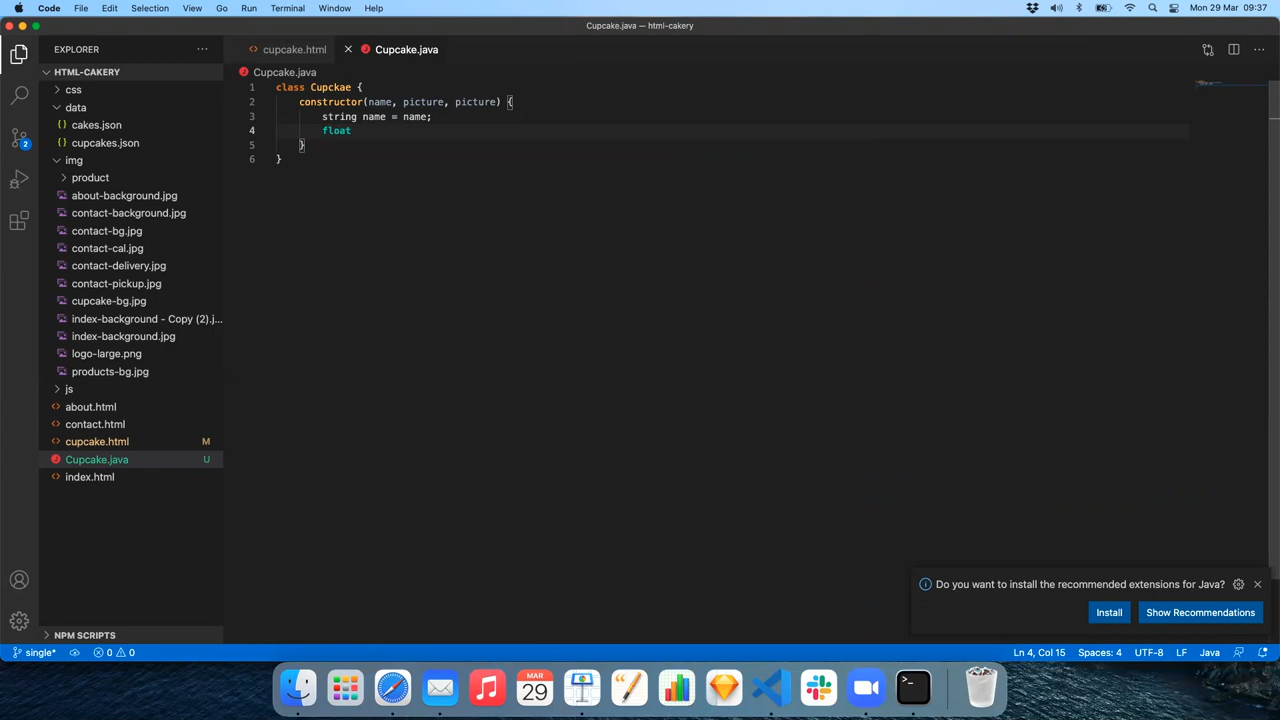 Code File Edit Selection View Go Run Terminal Window Help Mon 29 Mar 09:37
Cupcake.java — html-cakery
EXPLORER
HTML-CAKERY
css
data
cakes.json
cupcakes.json
img
product
about-background.jpg
contact-background.jpg
contact-bg.jpg
contact-cal.jpg
contact-delivery.jpg
contact-pickup.jpg
cupcake-bg.jpg
index-background - Copy (2).j...
index-background.jpg
logo-large.png
products-bg.jpg
js
about.html
contact.html
cupcake.html M
Cupcake.java U
index.html
NPM SCRIPTS
2
cupcake.html Cupcake.java
Cupcake.java
1 class Cupckae {
2 constructor(name, picture, picture) {
3 string name = name;
4 float
5 }
6 }
Do you want to install the recommended extensions for Java?
Install Show Recommendations
single* 0 0 Ln 4, Col 15 Spaces: 4 UTF-8 LF Java
MAR
29
>_